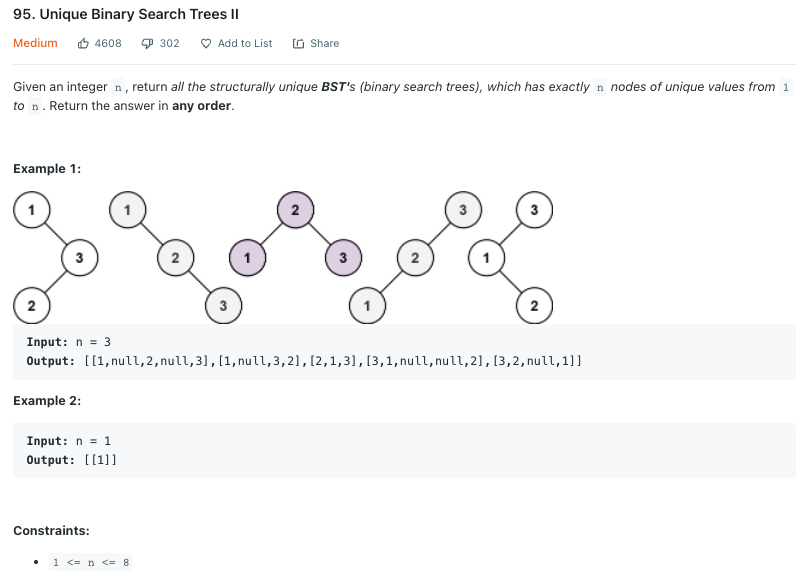 95. Unique Binary Search Trees II
Medium 4608 302 Add to List Share
Given an integer n, return all the structurally unique BST's (binary search trees), which has exactly n nodes of unique values from 1
to n. Return the answer in any order.
Example 1:
1 1 2 3 3
3 2 1 3 2 1
2 3 1 2
Input: n = 3
Output: [[1,null,2,null,3],[1,null,3,2],[2,1,3],[3,1,null,null,2],[3,2,null,1]]
Example 2:
Input: n = 1
Output: [[1]]
Constraints:
• 1 <= n <= 8